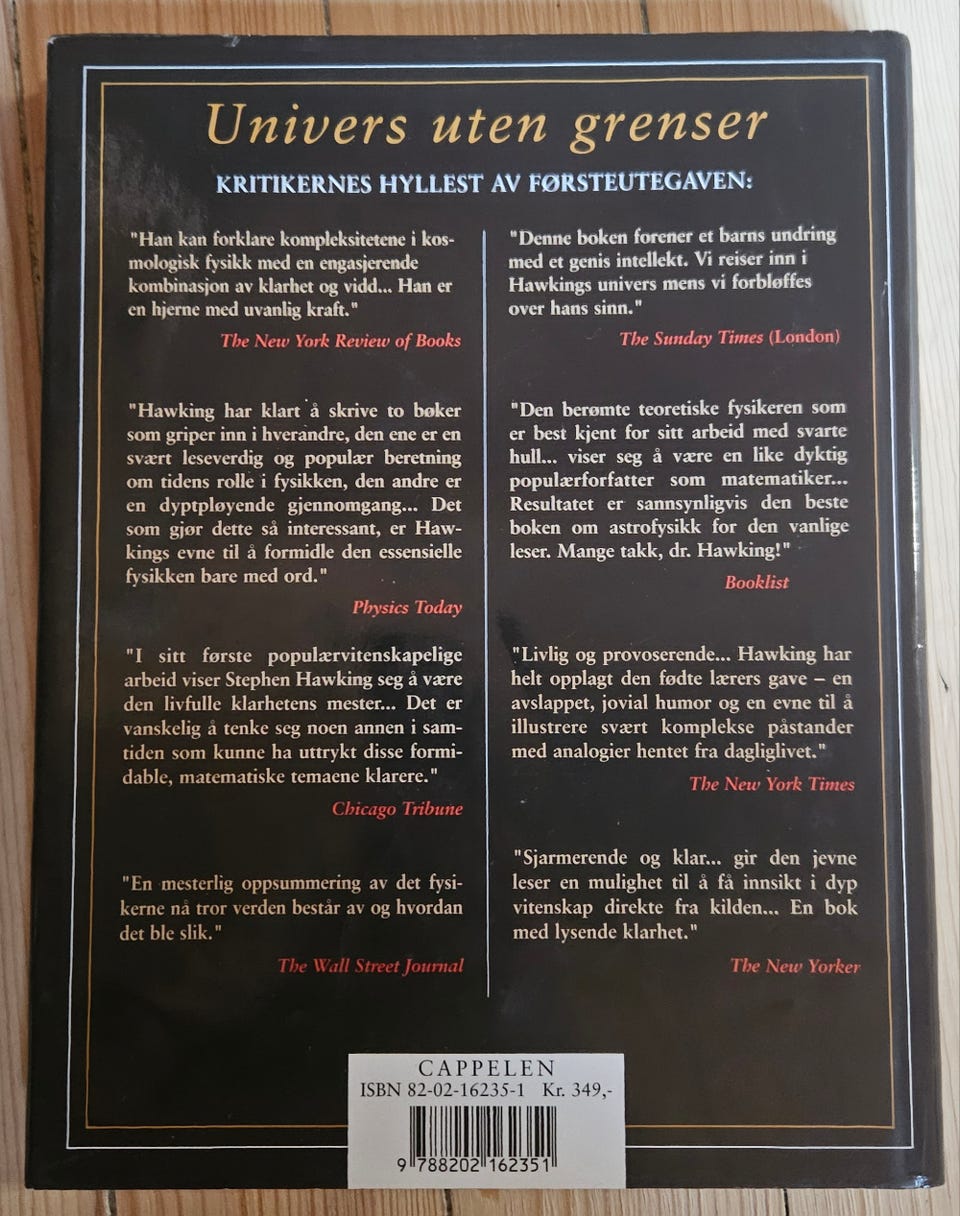 Univers uten grenser
KRITIKERNES HYLLEST AV FØRSTEUTEGAVEN:
"Han kan forklare kompleksitetene i kos-
mologisk fysikk med en engasjerende
kombinasjon av klarhet og vidd... Han er
en hjerne med uvanlig kraft."
The New York Review of Books
"Hawking har klart å skrive to bøker
som griper inn i hverandre, den ene er en
svært leseverdig og populær beretning
om tidens rolle i fysikken, den andre er
en dyptpløyende gjennomgang... Det
som gjør dette så interessant, er Haw-
kings evne til å formidle den essensielle
fysikken bare med ord."
Physics Today
"I sitt første populærvitenskapelige
arbeid viser Stephen Hawking seg å være
den livfulle klarhetens mester... Det er
vanskelig å tenke seg noen annen i sam-
tiden som kunne ha uttrykt disse formi-
dable, matematiske temaene klarere."
Chicago Tribune
"En mesterlig oppsummering av det fysi-
kerne nå tror verden består av og hvordan
det ble slik."
The Wall Street Journal
"Denne boken forener et barns undring
med et genis intellekt. Vi reiser inn i
Hawkings univers mens vi forbløffes
over hans sinn."
The Sunday Times (London)
"Den berømte teoretiske fysikeren som
er best kjent for sitt arbeid med svarte
hull... viser seg å være en like dyktig
populærforfatter som matematiker...
Resultatet er sannsynligvis den beste
boken om astrofysikk for den vanlige
leser. Mange takk, dr. Hawking!"
Booklist
"Livlig og provoserende... Hawking har
helt opplagt den fødte lærers gave – en
avslappet, jovial humor og en evne til å
illustrere svært komplekse påstander
med analogier hentet fra dagliglivet."
The New York Times
"Sjarmerende og klar... gir den jevne
leser en mulighet til å få innsikt i dyp
vitenskap direkte fra kilden... En bok
med lysende klarhet."
The New Yorker
CAPPELEN
ISBN 82-02-16235-1 Kr. 349,-
9 788202 162351